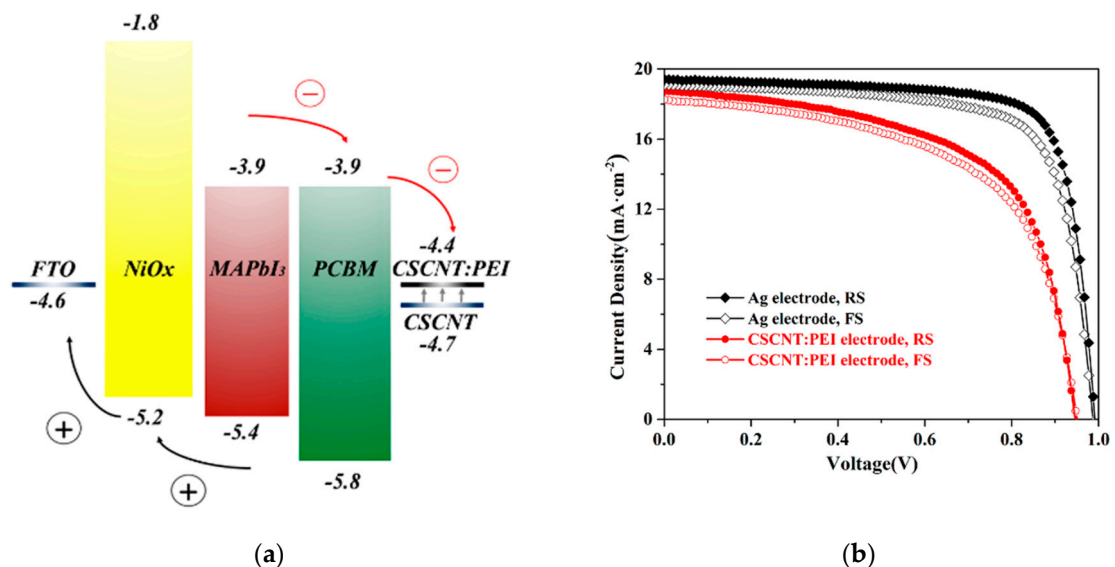 -1.8
-3.9
-3.9
-4.4
FTO
NiOx
MAPbI₃
PCBM
CSCNT:PEI
-4.6
CSCNT
-4.7
-5.2
-5.4
-5.8
(a)
20
16
12
8
4
0
Current Density(mA·cm⁻²)
Ag electrode, RS
Ag electrode, FS
CSCNT:PEI electrode, RS
CSCNT:PEI electrode, FS
0.0 0.2 0.4 0.6 0.8 1.0
Voltage(V)
(b)